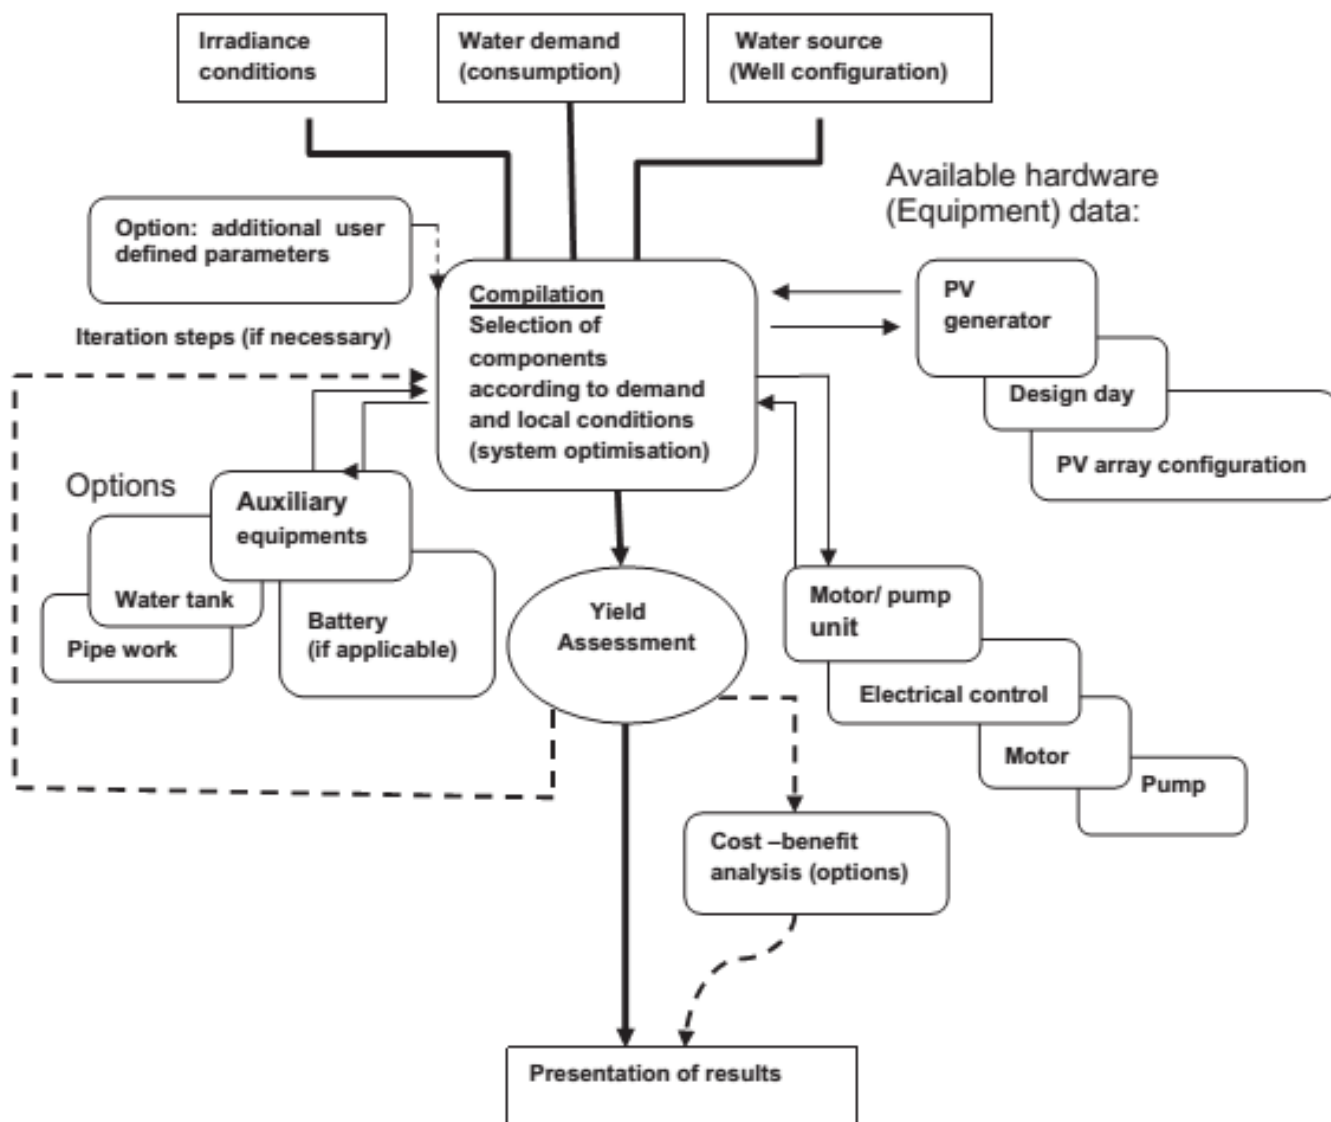 Irradiance
conditions
Water demand
(consumption)
Water source
(Well configuration)
Available hardware
(Equipment) data:
Option: additional user
defined parameters
Iteration steps (if necessary)
Compilation
Selection of
components
according to demand
and local conditions
(system optimisation)
PV
generator
Design day
PV array configuration
Options
Auxiliary
equipments
Water tank
Pipe work
Battery
(if applicable)
Yield
Assessment
Motor/ pump
unit
Electrical control
Motor
Pump
Cost –benefit
analysis (options)
Presentation of results